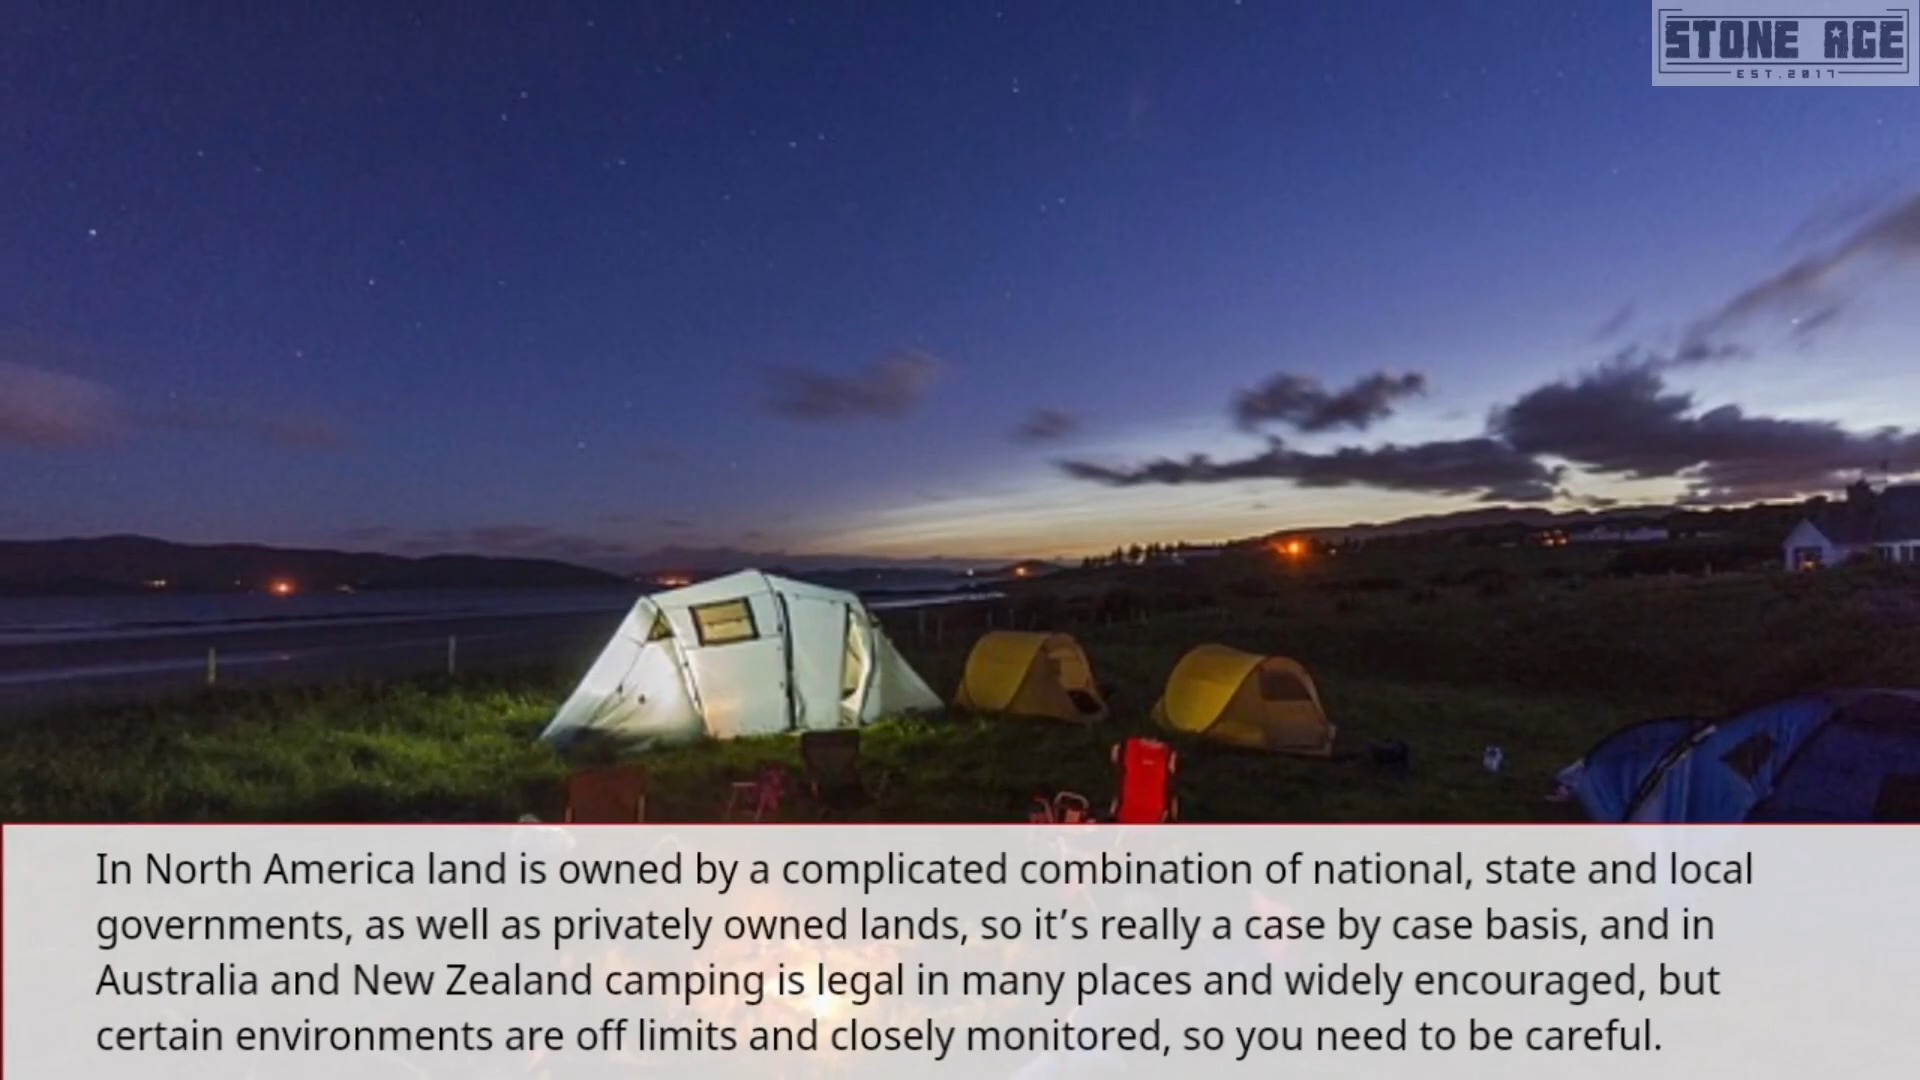 STONE AGE
EST.2017
In North America land is owned by a complicated combination of national, state and local
governments, as well as privately owned lands, so it’s really a case by case basis, and in
Australia and New Zealand camping is legal in many places and widely encouraged, but
certain environments are off limits and closely monitored, so you need to be careful.